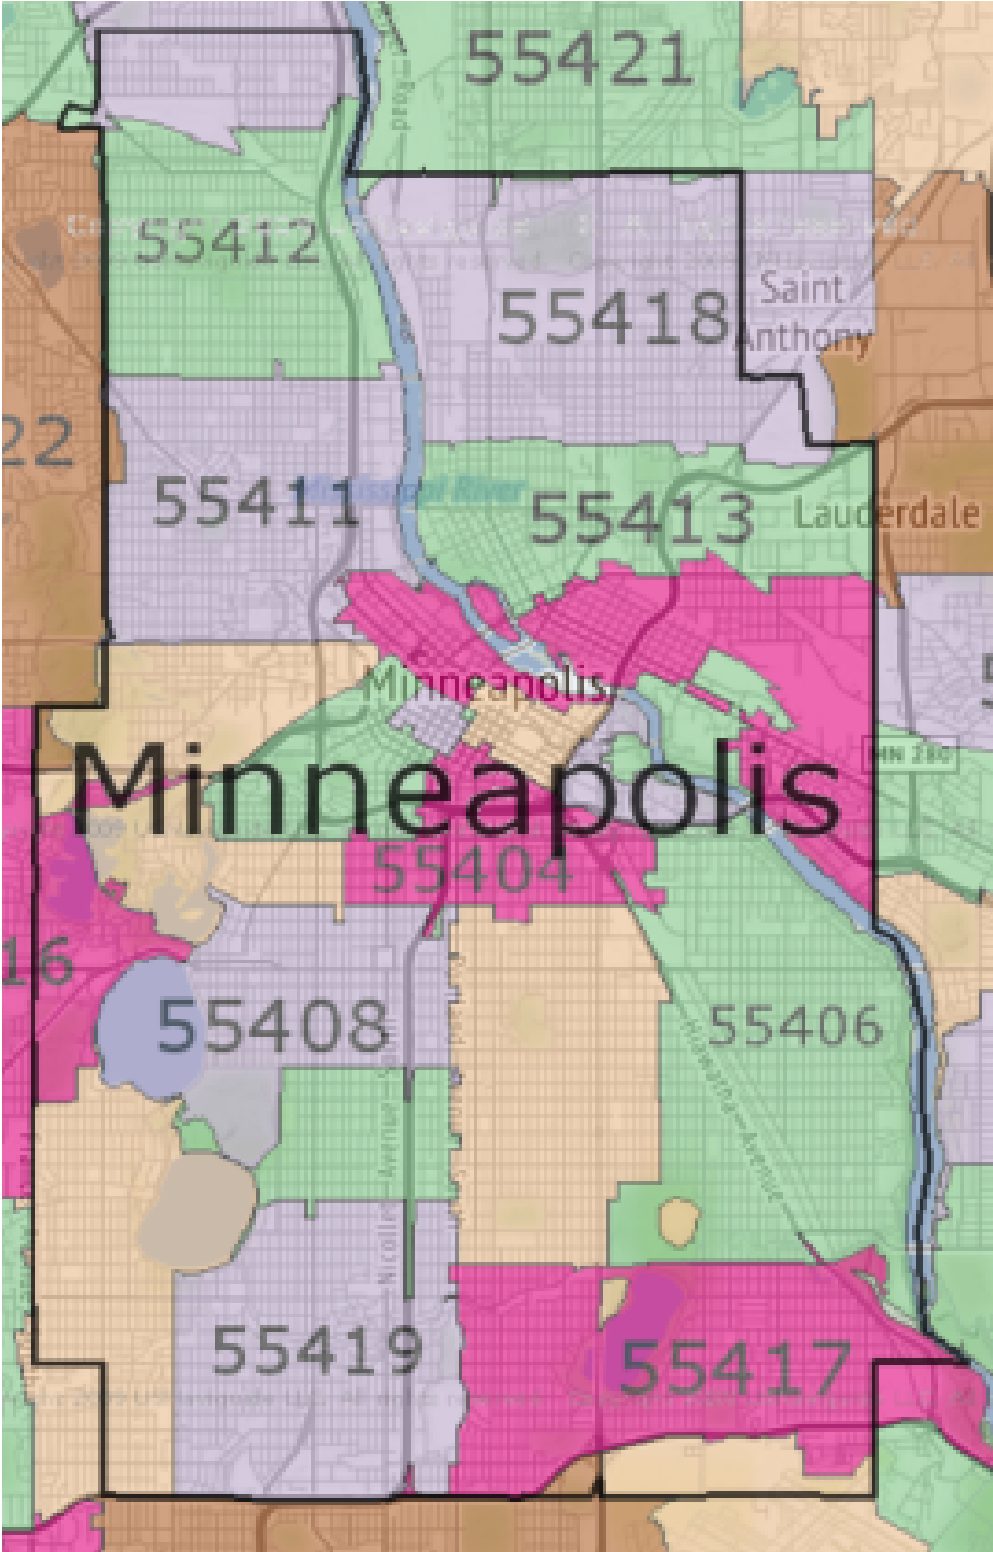 55421
55412
Saint
55418
Anthony
22
55411
Mississippi River
55413
Lauderdale
Minneapolis
Minneapolis
MN 280
55404
16
55408
55406
Hiawatha Avenue
Nicollet Avenue
55419
55417